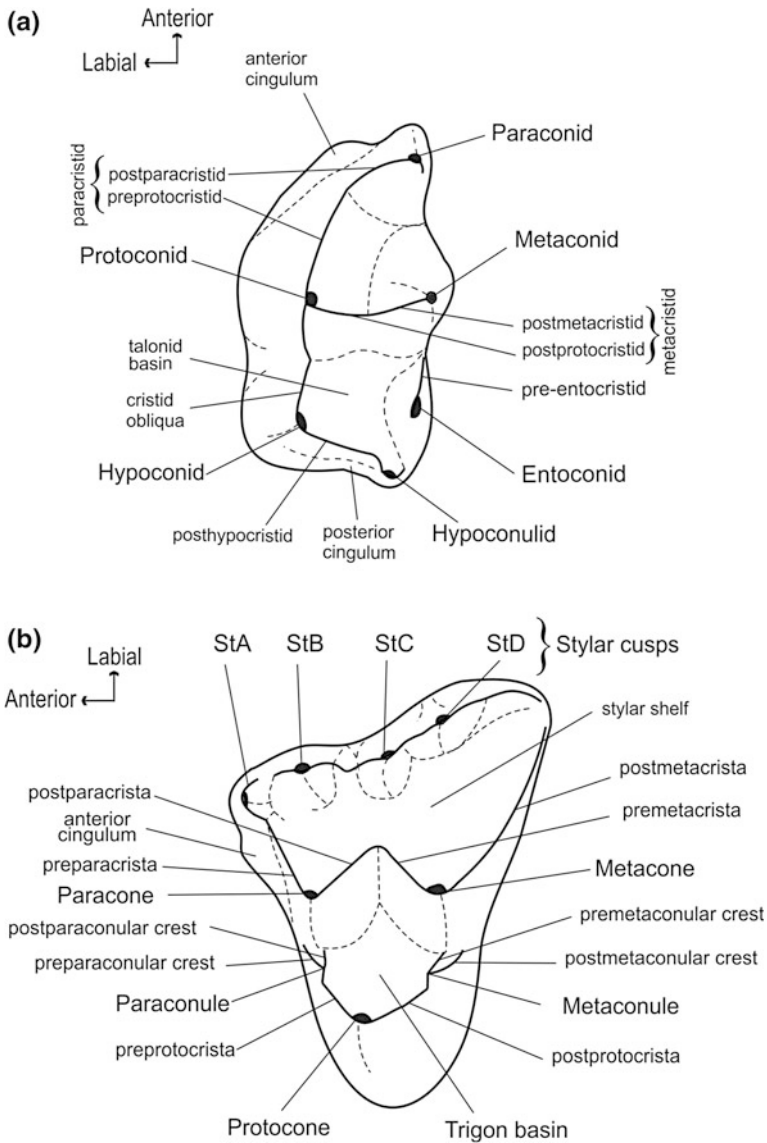 (a)
Anterior
Labial
anterior
cingulum
Paraconid
paracristid
postparacristid
preprotocristid
Protoconid
Metaconid
postmetacristid
postprotocristid
metacristid
talonid
basin
pre-entocristid
cristid
obliqua
Hypoconid
Entoconid
posthypocristid
posterior
cingulum
Hypoconulid
(b)
Labial
Anterior
StA StB StC StD Stylar cusps
stylar shelf
postparacrista
postmetacrista
anterior
cingulum
premetacrista
preparacrista
Paracone
Metacone
postparaconular crest
premetaconular crest
preparaconular crest
postmetaconular crest
Paraconule
Metaconule
preprotocrista
postprotocrista
Protocone
Trigon basin